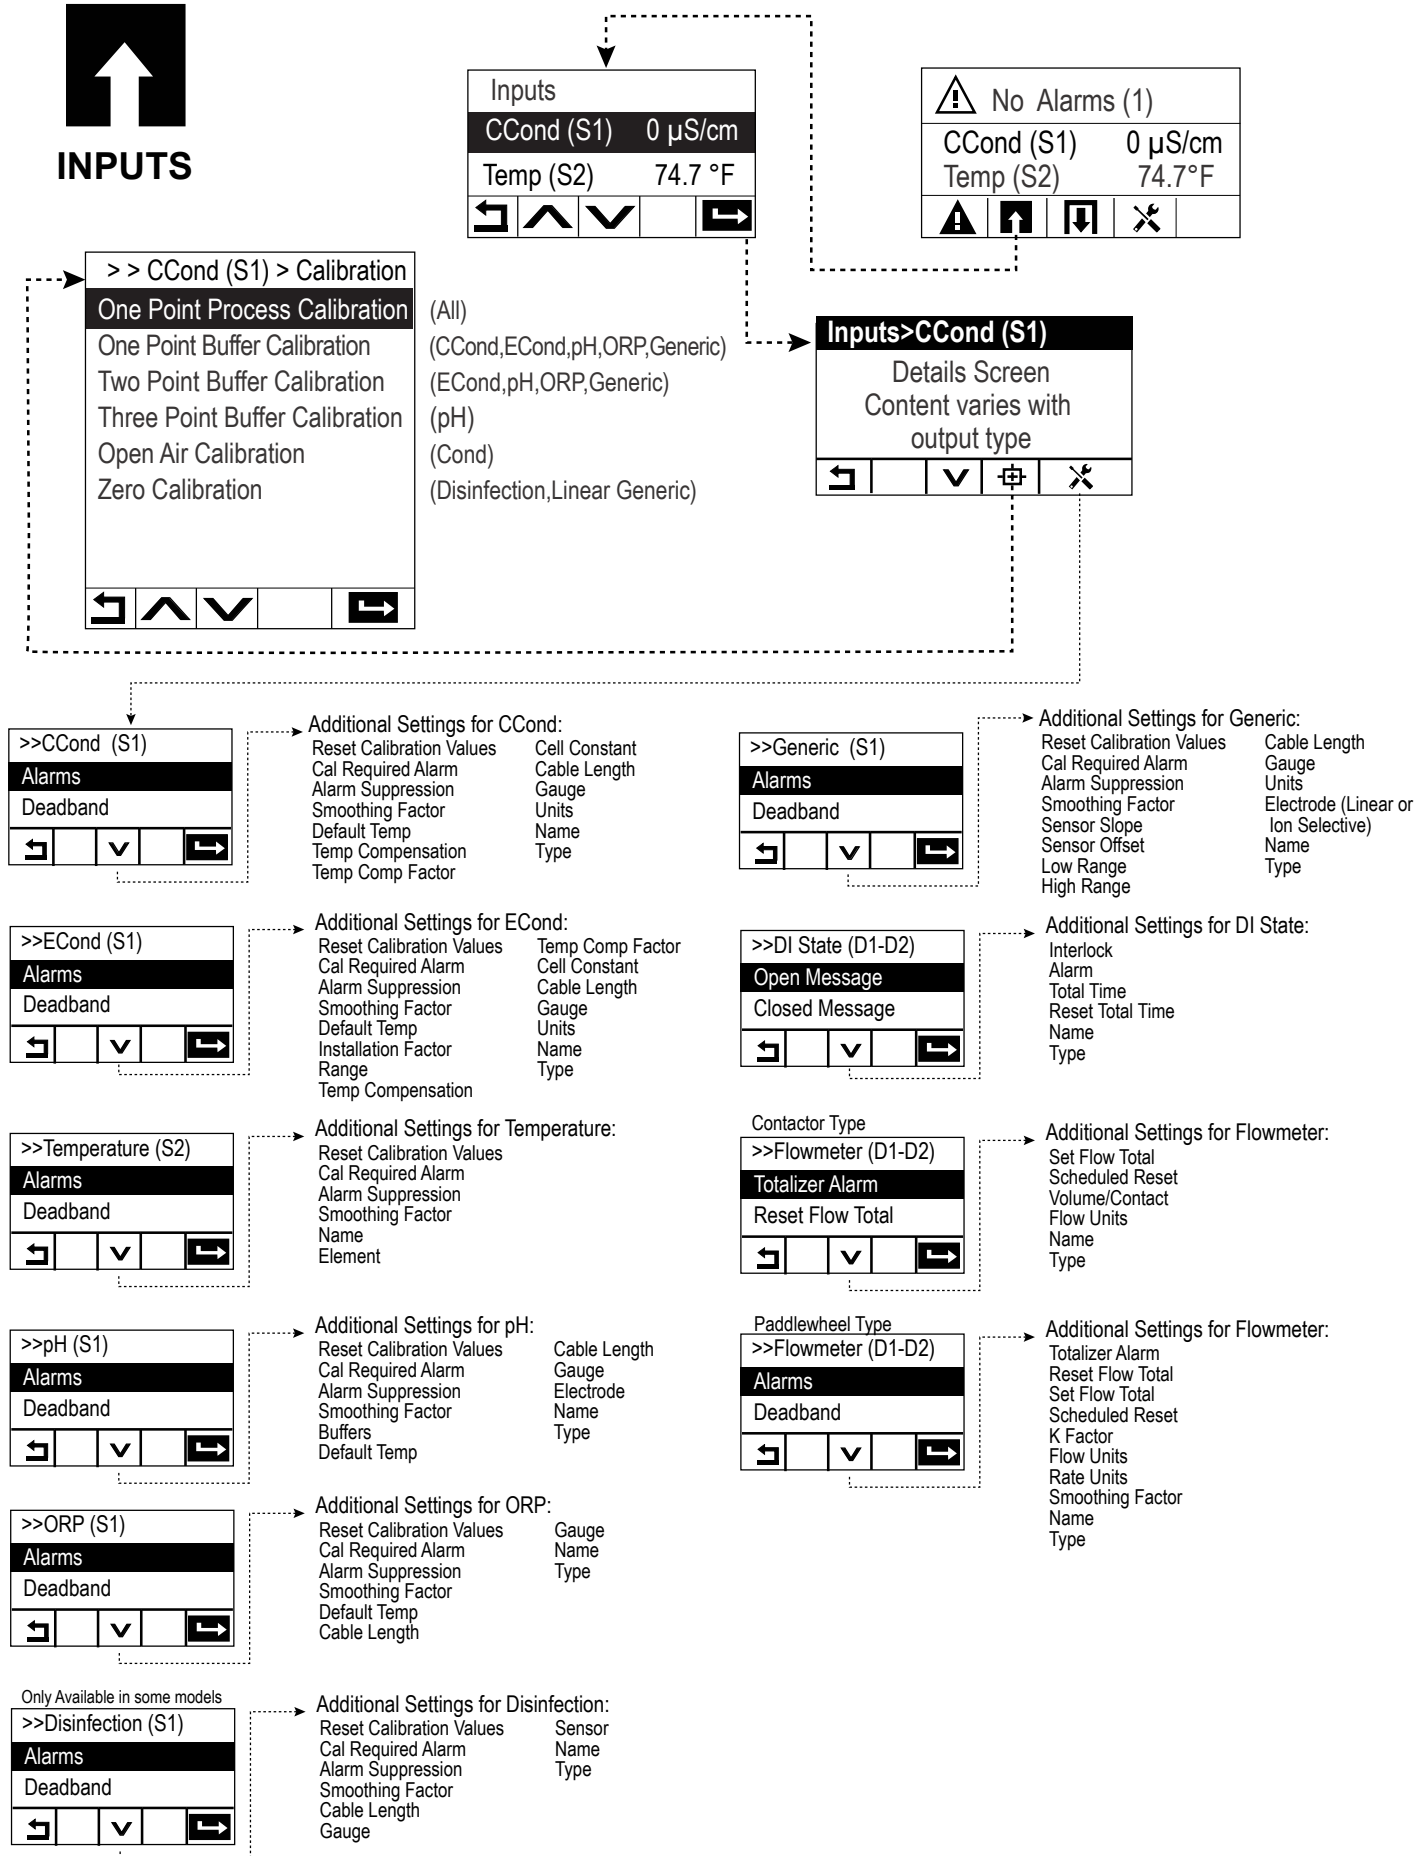 INPUTS
Inputs
CCond (S1) 0 µS/cm
Temp (S2) 74.7 °F
No Alarms (1)
CCond (S1) 0 µS/cm
Temp (S2) 74.7°F
> > CCond (S1) > Calibration
One Point Process Calibration (All)
One Point Buffer Calibration (CCond,ECond,pH,ORP,Generic)
Two Point Buffer Calibration (ECond,pH,ORP,Generic)
Three Point Buffer Calibration (pH)
Open Air Calibration (Cond)
Zero Calibration (Disinfection,Linear Generic)
Inputs>CCond (S1)
Details Screen
Content varies with
output type
>>CCond (S1)
Alarms
Deadband
Additional Settings for CCond:
Reset Calibration Values
Cal Required Alarm
Alarm Suppression
Smoothing Factor
Default Temp
Temp Compensation
Temp Comp Factor
Cell Constant
Cable Length
Gauge
Units
Name
Type
>>ECond (S1)
Alarms
Deadband
Additional Settings for ECond:
Reset Calibration Values
Cal Required Alarm
Alarm Suppression
Smoothing Factor
Default Temp
Installation Factor
Range
Temp Compensation
Temp Comp Factor
Cell Constant
Cable Length
Gauge
Units
Name
Type
>>Temperature (S2)
Alarms
Deadband
Additional Settings for Temperature:
Reset Calibration Values
Cal Required Alarm
Alarm Suppression
Smoothing Factor
Name
Element
>>pH (S1)
Alarms
Deadband
Additional Settings for pH:
Reset Calibration Values
Cal Required Alarm
Alarm Suppression
Smoothing Factor
Buffers
Default Temp
Cable Length
Gauge
Electrode
Name
Type
>>ORP (S1)
Alarms
Deadband
Additional Settings for ORP:
Reset Calibration Values
Cal Required Alarm
Alarm Suppression
Smoothing Factor
Default Temp
Cable Length
Gauge
Name
Type
Only Available in some models
>>Disinfection (S1)
Alarms
Deadband
Additional Settings for Disinfection:
Reset Calibration Values
Cal Required Alarm
Alarm Suppression
Smoothing Factor
Cable Length
Gauge
Sensor
Name
Type
>>Generic (S1)
Alarms
Deadband
Additional Settings for Generic:
Reset Calibration Values
Cal Required Alarm
Alarm Suppression
Smoothing Factor
Sensor Slope
Sensor Offset
Low Range
High Range
Cable Length
Gauge
Units
Electrode (Linear or
Ion Selective)
Name
Type
>>DI State (D1-D2)
Open Message
Closed Message
Additional Settings for DI State:
Interlock
Alarm
Total Time
Reset Total Time
Name
Type
Contactor Type
>>Flowmeter (D1-D2)
Totalizer Alarm
Reset Flow Total
Additional Settings for Flowmeter:
Set Flow Total
Scheduled Reset
Volume/Contact
Flow Units
Name
Type
Paddlewheel Type
>>Flowmeter (D1-D2)
Alarms
Deadband
Additional Settings for Flowmeter:
Totalizer Alarm
Reset Flow Total
Set Flow Total
Scheduled Reset
K Factor
Flow Units
Rate Units
Smoothing Factor
Name
Type